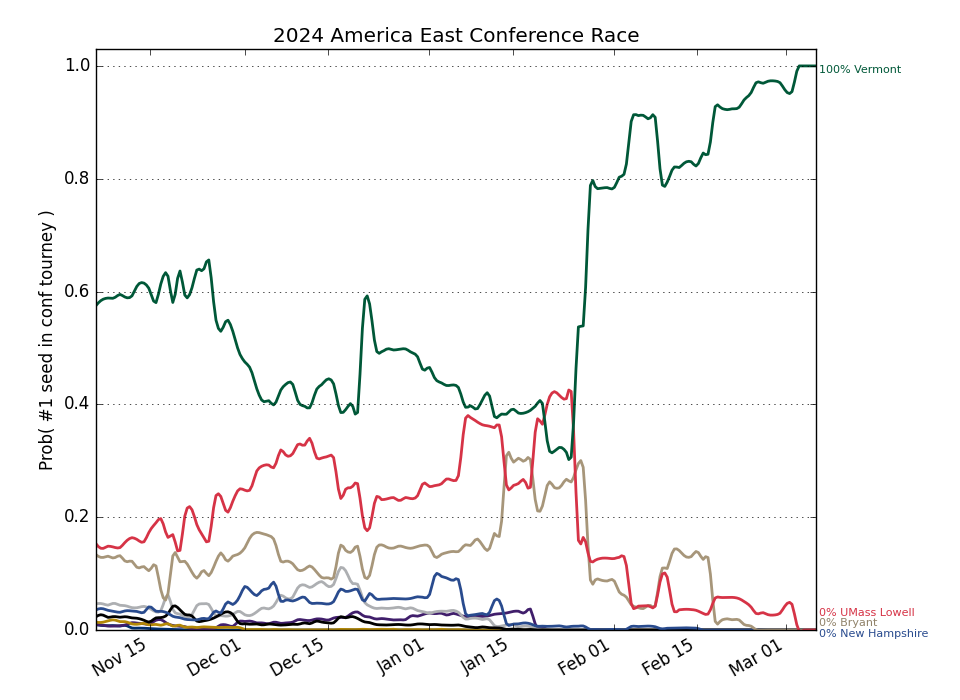 2024 America East Conference Race
Prob( #1 seed in conf tourney )
1.0
0.8
0.6
0.4
0.2
0.0
100% Vermont
0% UMass Lowell
0% Bryant
0% New Hampshire
Nov 15
Dec 01
Dec 15
Jan 01
Jan 15
Feb 01
Feb 15
Mar 01